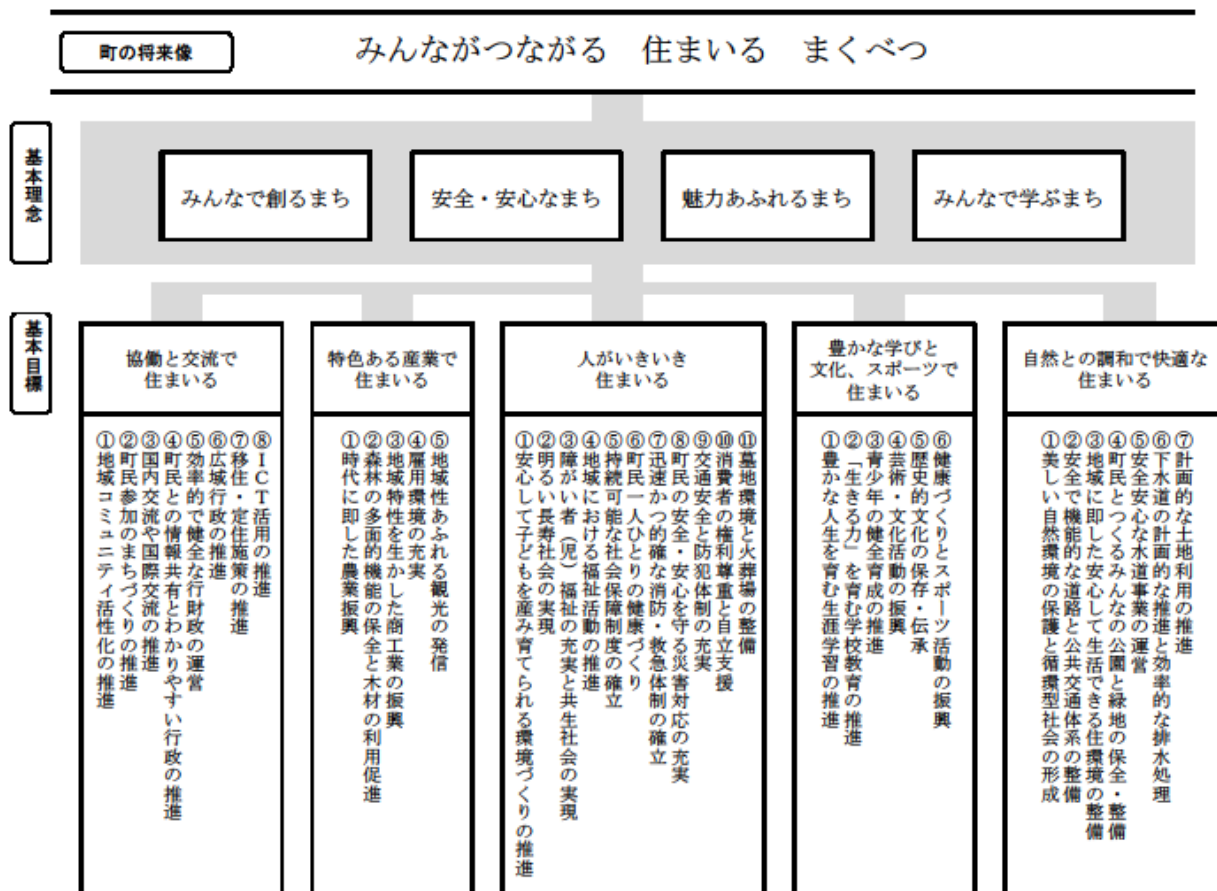 町の将来像
みんながつながる　住まいる　まくべつ
基本理念
みんなで創るまち
安全・安心なまち
魅力あふれるまち
みんなで学ぶまち
基本目標
協働と交流で
住まいる
①地域コミュニティ活性化の推進
②町民参加のまちづくりの推進
③国内交流や国際交流の推進
④町民との情報共有とわかりやすい行政の推進
⑤効率的で健全な行財政の運営
⑥広域行政の推進
⑦移住・定住施策の推進
⑧ＩＣＴ活用の推進
特色ある産業で
住まいる
①時代に即した農業振興
②森林の多面的機能の保全と木材の利用促進
③地域特性を生かした商工業の振興
④雇用環境の充実
⑤地域性あふれる観光の発信
人がいきいき
住まいる
①安心して子どもを産み育てられる環境づくりの推進
②明るい長寿社会の実現
③障がい者（児）福祉の充実と共生社会の実現
④地域における福祉活動の推進
⑤持続可能な社会保障制度の確立
⑥町民一人ひとりの健康づくり
⑦迅速かつ的確な消防・救急体制の確立
⑧町民の安全・安心を守る災害対応の充実
⑨交通安全と防犯体制の充実
⑩消費者の権利尊重と自立支援
⑪墓地環境と火葬場の整備
豊かな学びと
文化、スポーツで
住まいる
①豊かな人生を育む生涯学習の推進
②「生きる力」を育む学校教育の推進
③青少年の健全育成の推進
④芸術・文化活動の振興
⑤歴史的文化の保存・伝承
⑥健康づくりとスポーツ活動の振興
自然との調和で快適な
住まいる
①美しい自然環境の保護と循環型社会の形成
②安全で機能的な道路と公共交通体系の整備
③地域に即した安心して生活できる住環境の整備
④町民とつくるみんなの公園と緑地の保全・整備
⑤安全安心な水道事業の運営
⑥下水道の計画的な推進と効率的な排水処理
⑦計画的な土地利用の推進